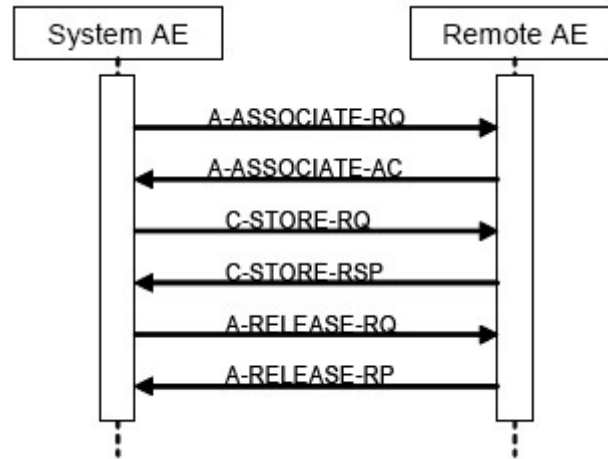 System AE
Remote AE
A-ASSOCIATE-RQ
A-ASSOCIATE-AC
C-STORE-RQ
C-STORE-RSP
A-RELEASE-RQ
A-RELEASE-RP